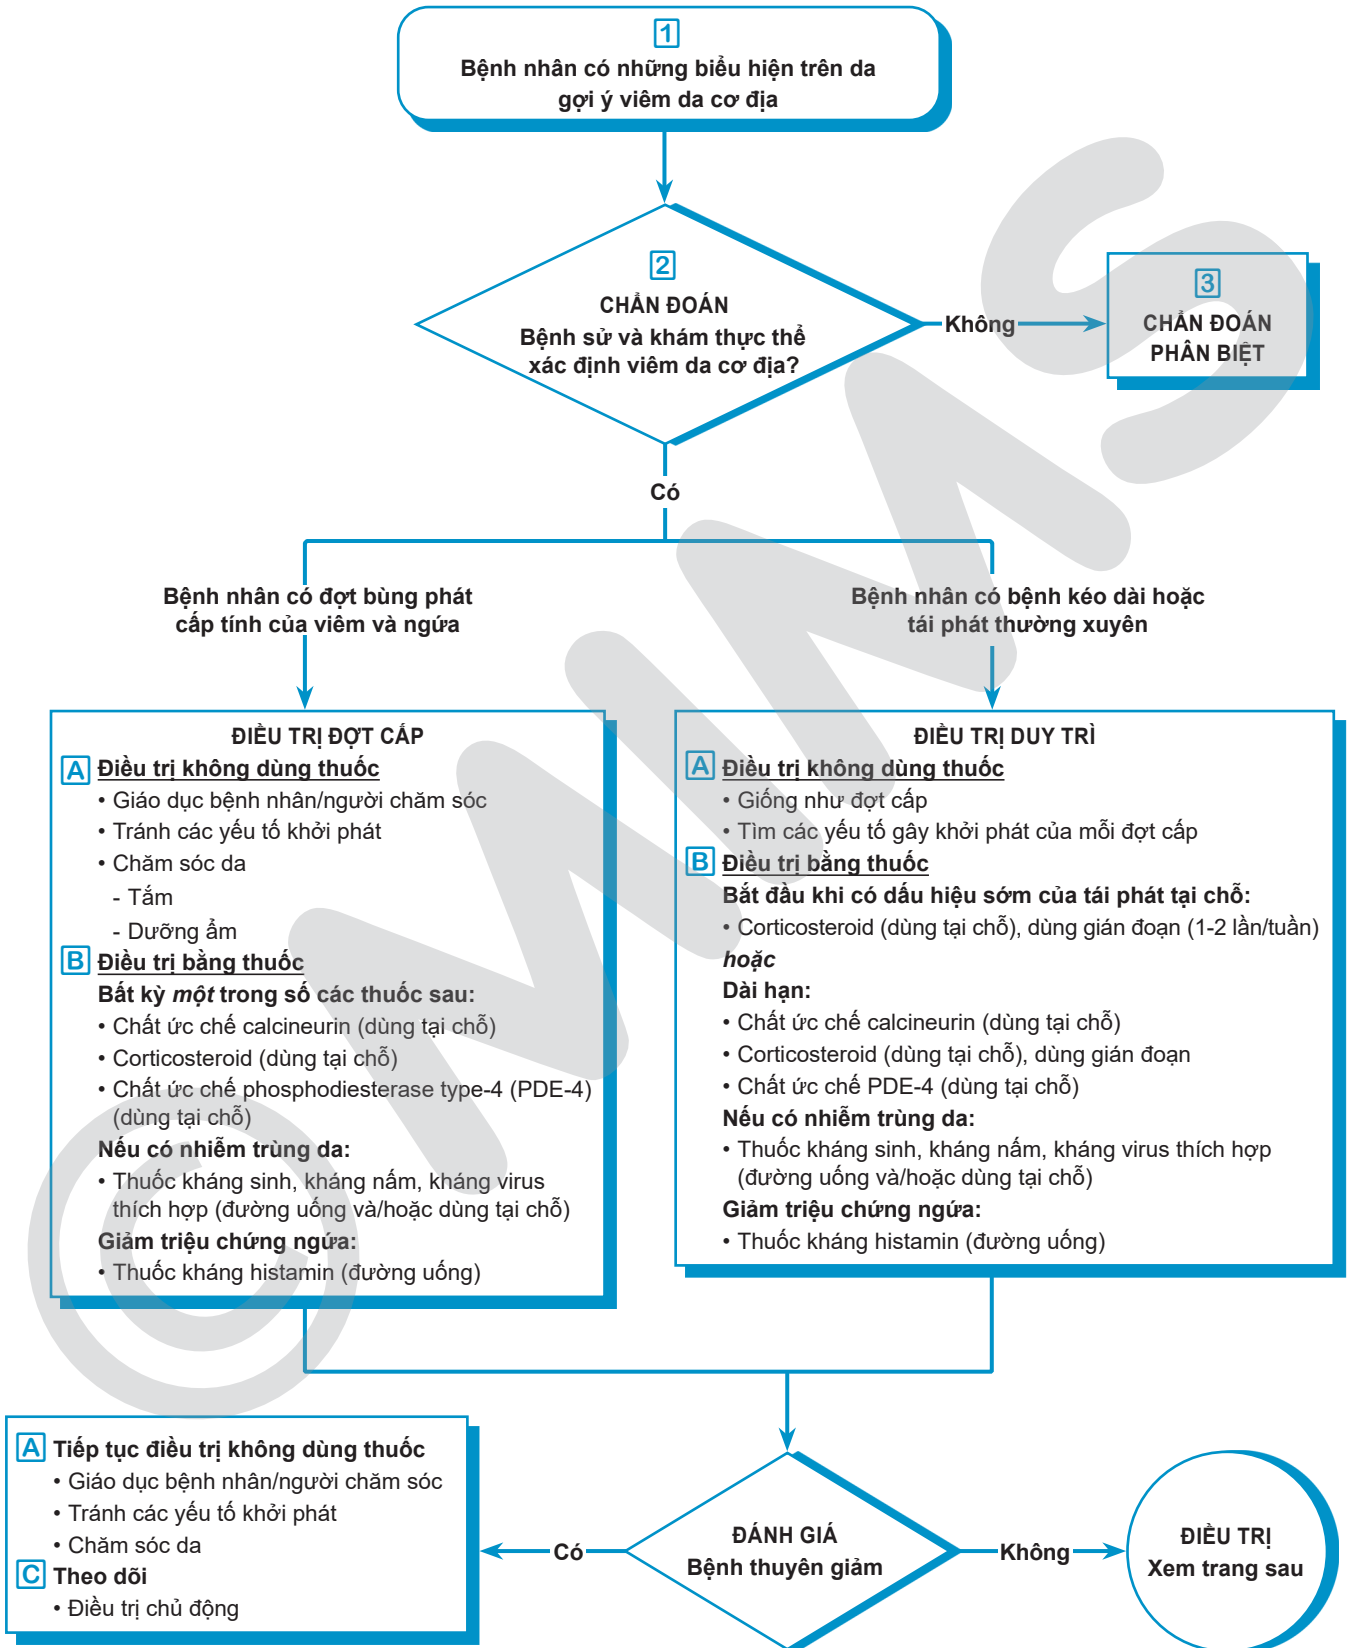 1
Bệnh nhân có những biểu hiện trên da
gợi ý viêm da cơ địa
2
CHẨN ĐOÁN
Bệnh sử và khám thực thể
xác định viêm da cơ địa?
Không
3
CHẨN ĐOÁN
PHÂN BIỆT
Có
Bệnh nhân có đợt bùng phát
cấp tính của viêm và ngứa
Bệnh nhân có bệnh kéo dài hoặc
tái phát thường xuyên
ĐIỀU TRỊ ĐỢT CẤP
A Điều trị không dùng thuốc
• Giáo dục bệnh nhân/người chăm sóc
• Tránh các yếu tố khởi phát
• Chăm sóc da
- Tắm
- Dưỡng ẩm
B Điều trị bằng thuốc
Bất kỳ một trong số các thuốc sau:
• Chất ức chế calcineurin (dùng tại chỗ)
• Corticosteroid (dùng tại chỗ)
• Chất ức chế phosphodiesterase type-4 (PDE-4)
(dùng tại chỗ)
Nếu có nhiễm trùng da:
• Thuốc kháng sinh, kháng nấm, kháng virus
thích hợp (đường uống và/hoặc dùng tại chỗ)
Giảm triệu chứng ngứa:
• Thuốc kháng histamin (đường uống)
ĐIỀU TRỊ DUY TRÌ
A Điều trị không dùng thuốc
• Giống như đợt cấp
• Tìm các yếu tố gây khởi phát của mỗi đợt cấp
B Điều trị bằng thuốc
Bắt đầu khi có dấu hiệu sớm của tái phát tại chỗ:
• Corticosteroid (dùng tại chỗ), dùng gián đoạn (1-2 lần/tuần)
hoặc
Dài hạn:
• Chất ức chế calcineurin (dùng tại chỗ)
• Corticosteroid (dùng tại chỗ), dùng gián đoạn
• Chất ức chế PDE-4 (dùng tại chỗ)
Nếu có nhiễm trùng da:
• Thuốc kháng sinh, kháng nấm, kháng virus thích hợp
(đường uống và/hoặc dùng tại chỗ)
Giảm triệu chứng ngứa:
• Thuốc kháng histamin (đường uống)
A Tiếp tục điều trị không dùng thuốc
• Giáo dục bệnh nhân/người chăm sóc
• Tránh các yếu tố khởi phát
• Chăm sóc da
C Theo dõi
• Điều trị chủ động
Có
ĐÁNH GIÁ
Bệnh thuyên giảm
Không
ĐIỀU TRỊ
Xem trang sau
© MIMS